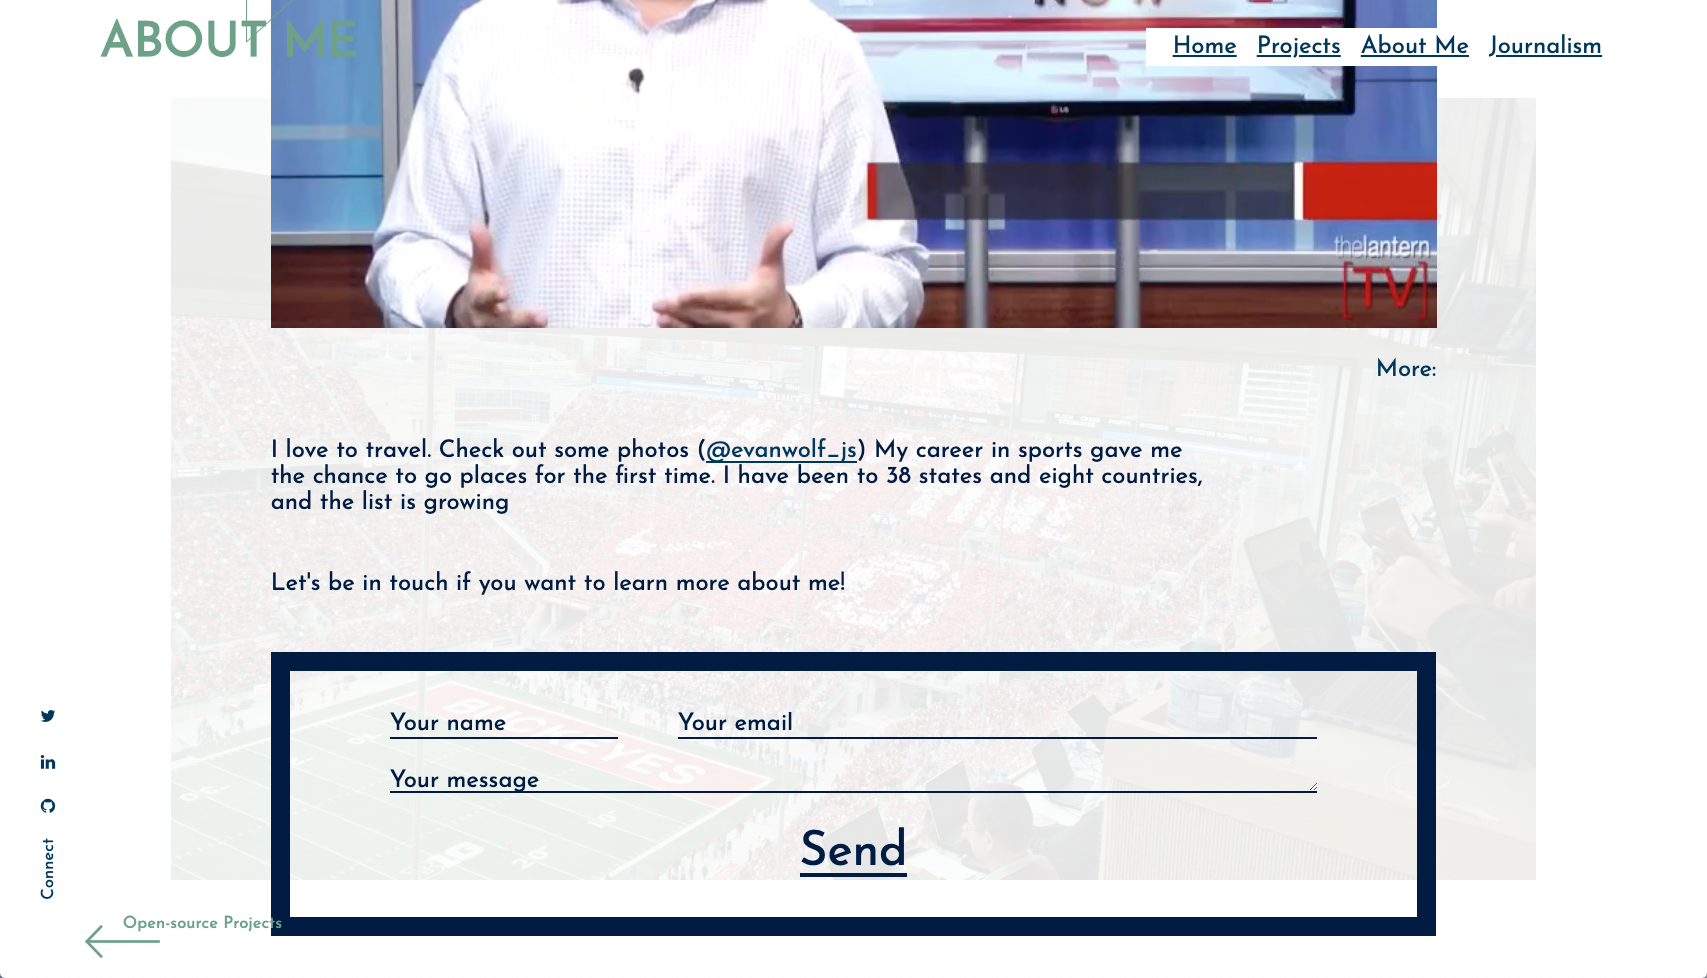 ABOUT ME
Home Projects About Me Journalism
LG
thelantern
[TV]
More:
I love to travel. Check out some photos (@evanwolf_js) My career in sports gave me
the chance to go places for the first time. I have been to 38 states and eight countries,
and the list is growing
Let's be in touch if you want to learn more about me!
BUCKEYES
Your name Your email
Your message
Send
Connect
Open-source Projects